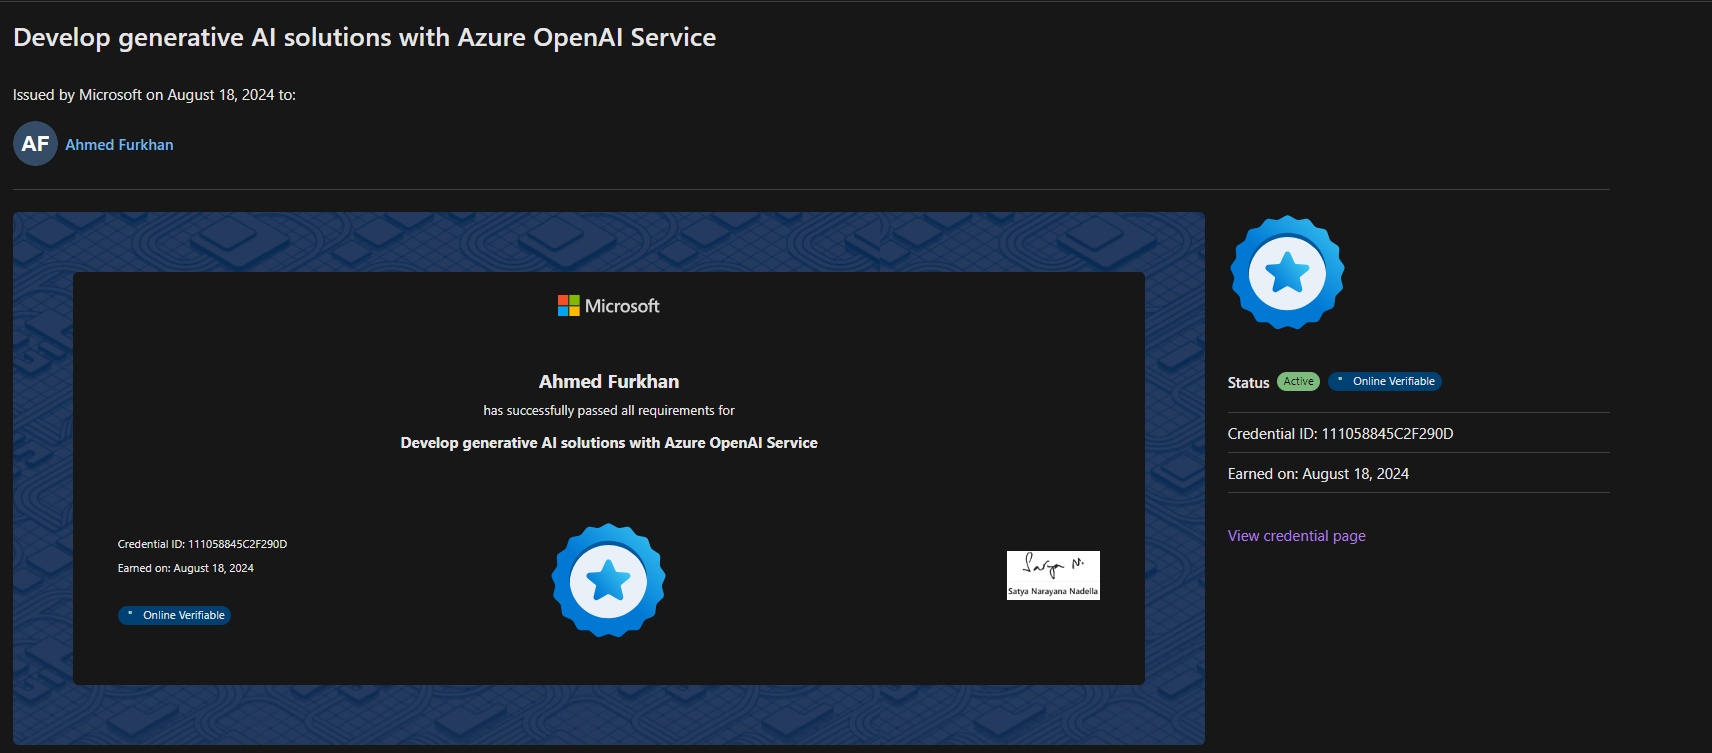 Develop generative AI solutions with Azure OpenAI Service
Issued by Microsoft on August 18, 2024 to:
AF
Ahmed Furkhan
Microsoft
Ahmed Furkhan
has successfully passed all requirements for
Develop generative AI solutions with Azure OpenAI Service
Credential ID: 111058845C2F290D
Earned on: August 18, 2024
Online Verifiable
Satya N.
Satya Narayana Nadella
Status Active Online Verifiable
Credential ID: 111058845C2F290D
Earned on: August 18, 2024
View credential page